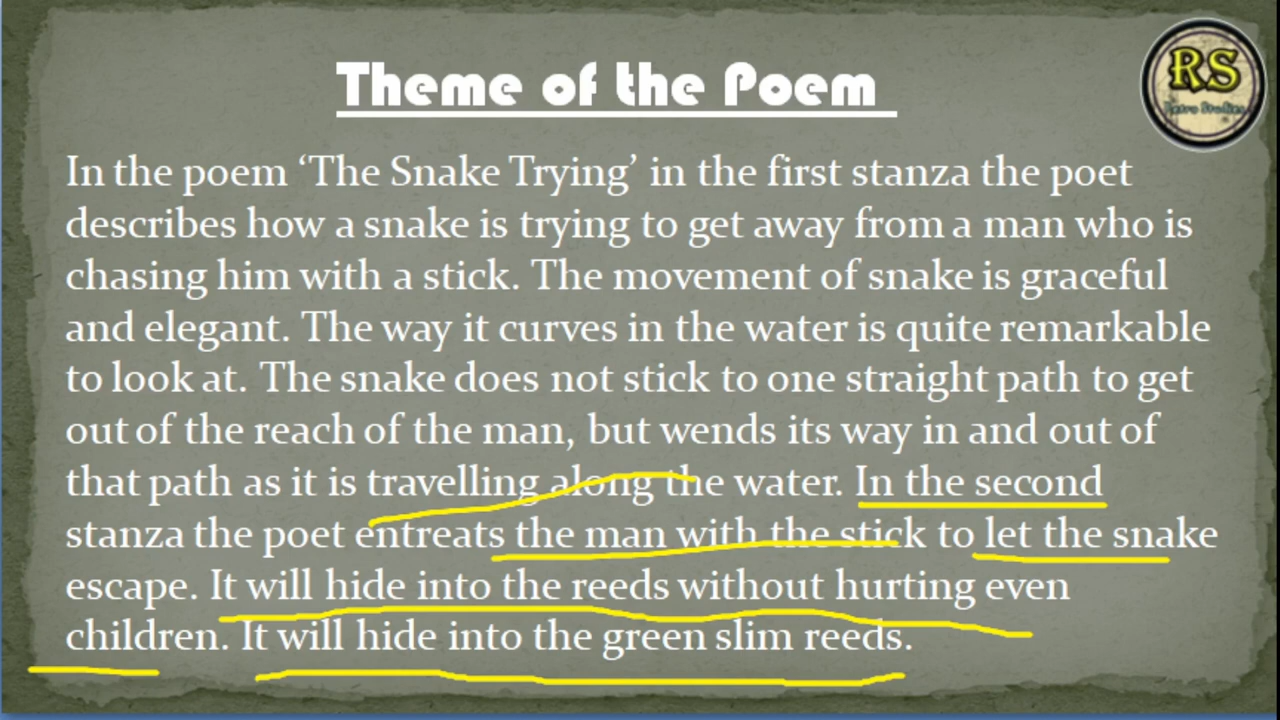 Theme of the Poem
RS
Retro Studies
In the poem ‘The Snake Trying’ in the first stanza the poet
describes how a snake is trying to get away from a man who is
chasing him with a stick. The movement of snake is graceful
and elegant. The way it curves in the water is quite remarkable
to look at. The snake does not stick to one straight path to get
out of the reach of the man, but wends its way in and out of
that path as it is travelling along the water. In the second
stanza the poet entreats the man with the stick to let the snake
escape. It will hide into the reeds without hurting even
children. It will hide into the green slim reeds.